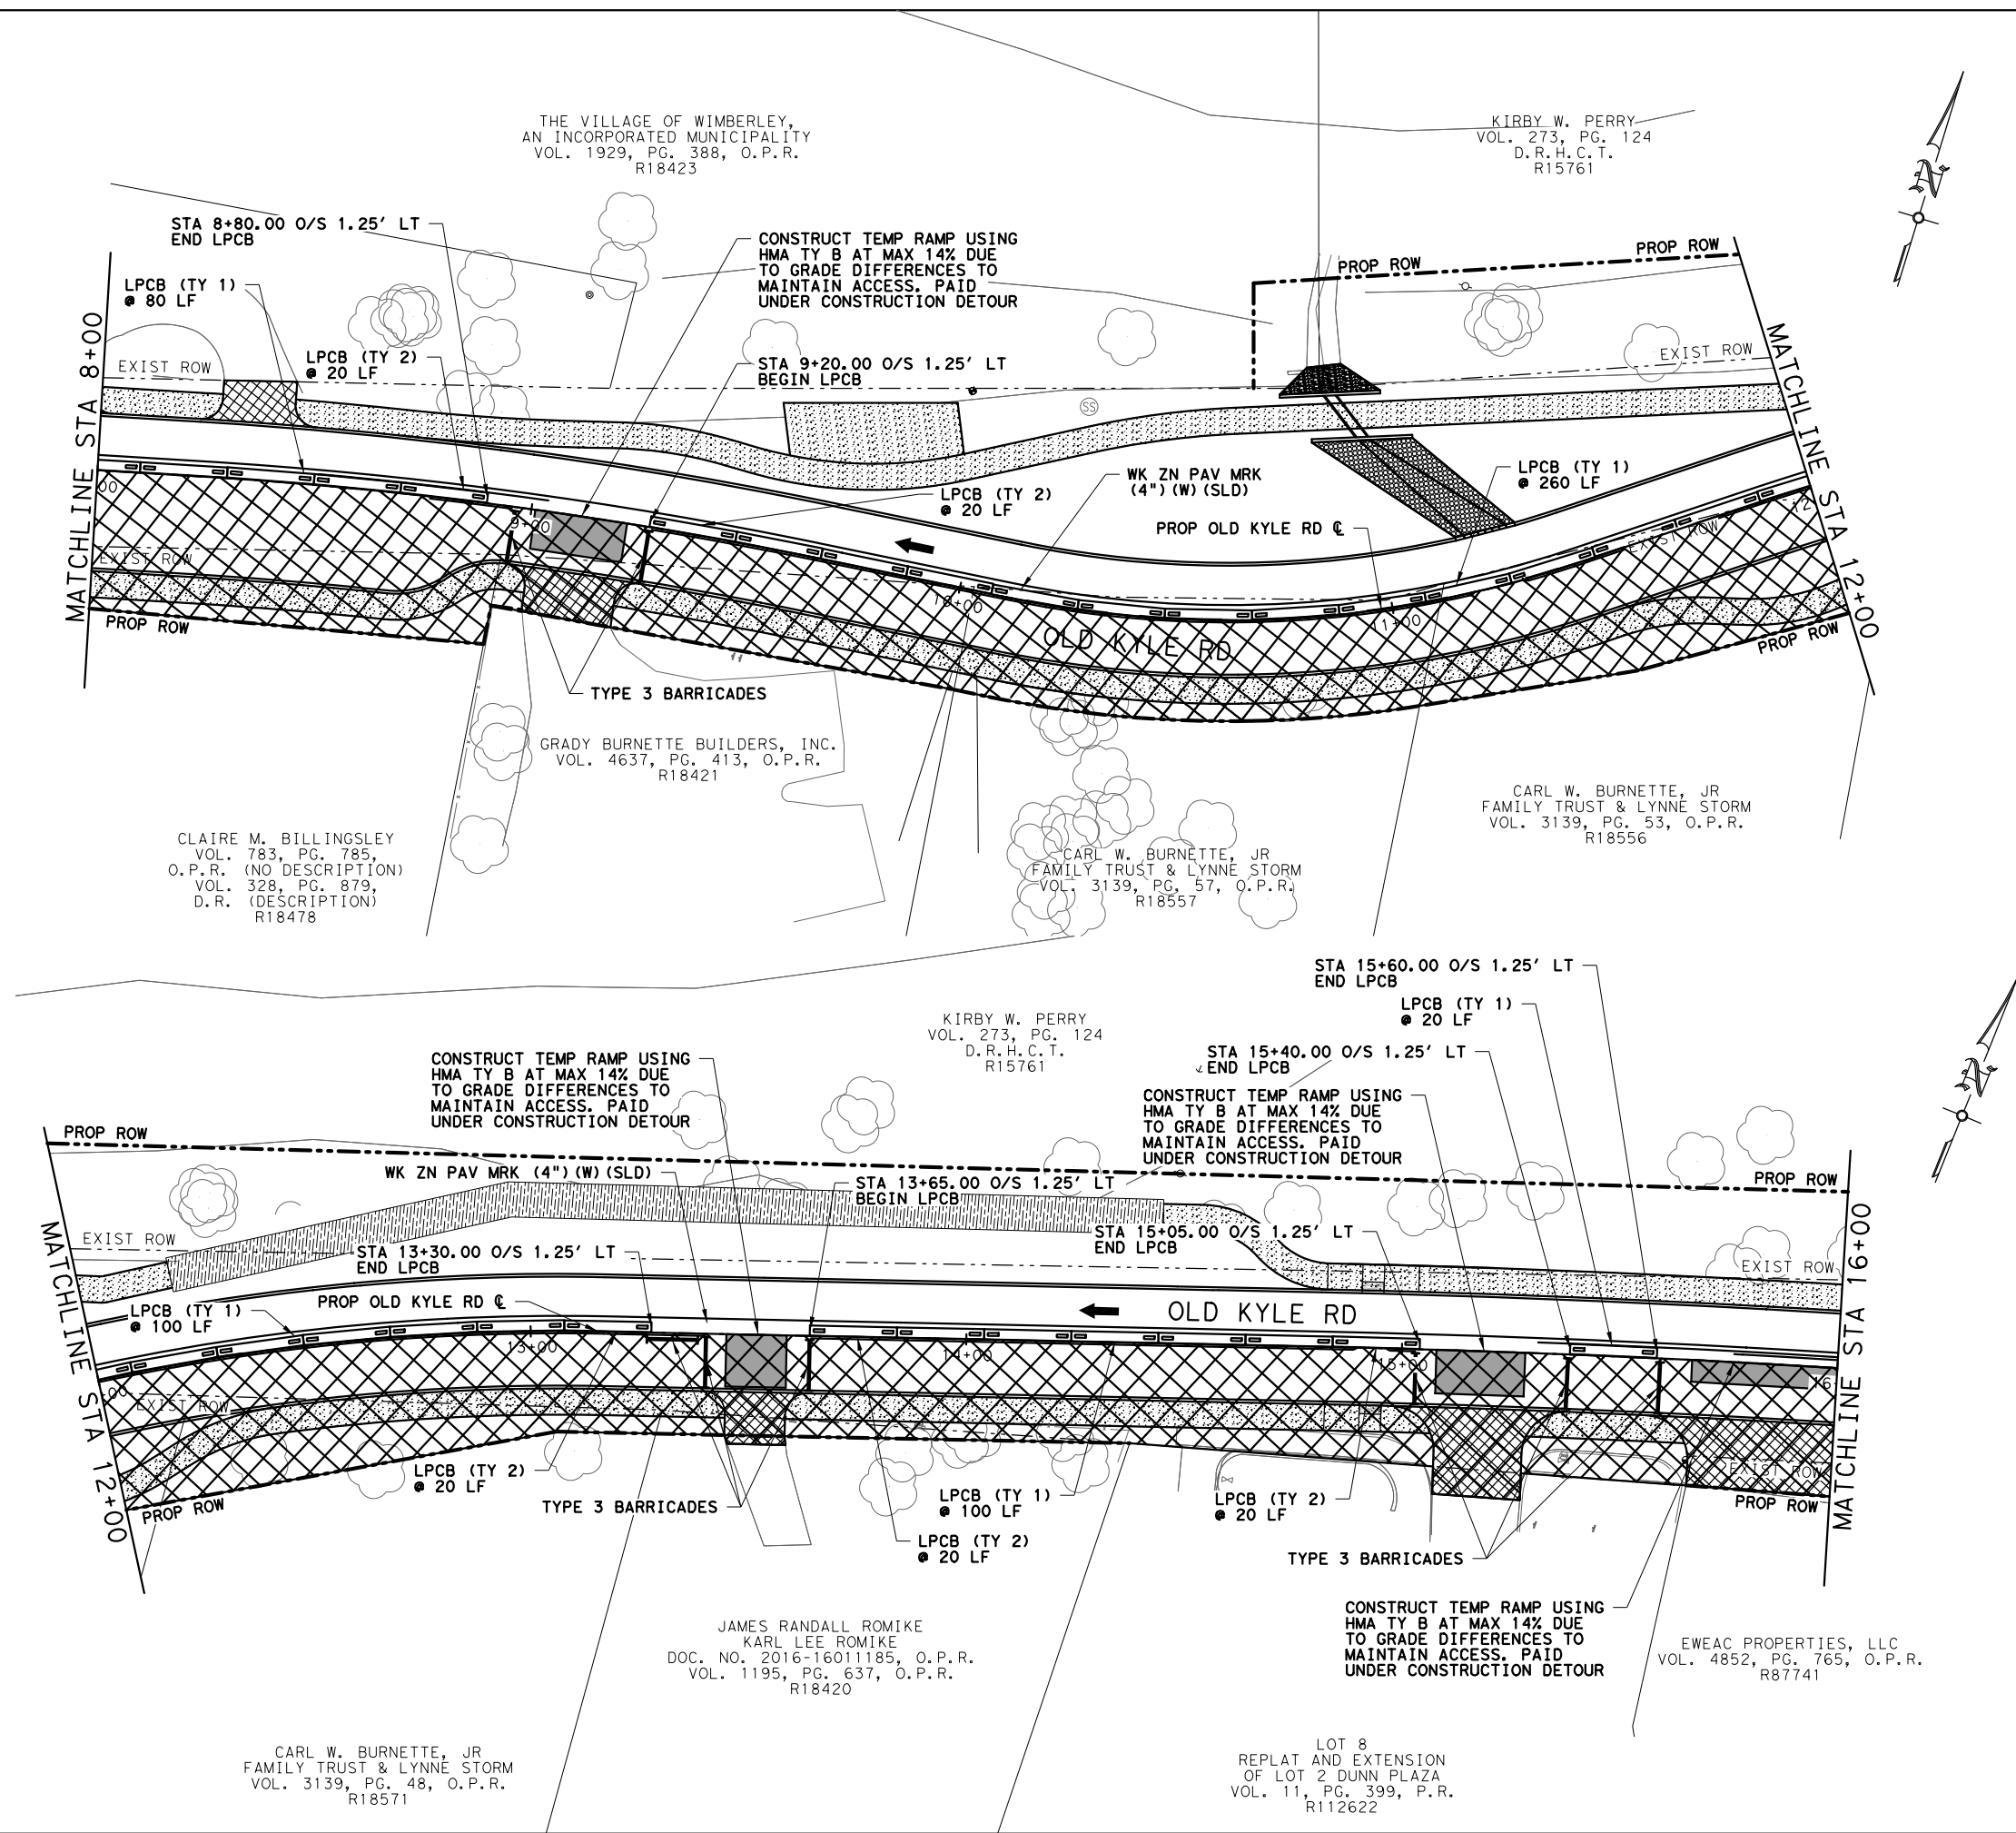 THE VILLAGE OF WIMBERLEY,
AN INCORPORATED MUNICIPALITY
VOL. 1929, PG. 388, O.P.R.
R18423
KIRBY W. PERRY
VOL. 273, PG. 124
D.R.H.C.T.
R15761
N
STA 8+80.00 O/S 1.25' LT
END LPCB
LPCB (TY 1)
@ 80 LF
LPCB (TY 2)
@ 20 LF
CONSTRUCT TEMP RAMP USING
HMA TY B AT MAX 14% DUE
TO GRADE DIFFERENCES TO
MAINTAIN ACCESS. PAID
UNDER CONSTRUCTION DETOUR
STA 9+20.00 O/S 1.25' LT
BEGIN LPCB
PROP ROW
PROP ROW
EXIST ROW
EXIST ROW
MATCHLINE STA 8+00
MATCHLINE STA 12+00
SS
LPCB (TY 2)
@ 20 LF
WK ZN PAV MRK
(4")(W)(SLD)
LPCB (TY 1)
@ 260 LF
PROP OLD KYLE RD ℄
00
9+00
10+00
11+00
12
EXIST ROW
EXIST ROW
OLD KYLE RD
PROP ROW
PROP ROW
TYPE 3 BARRICADES
GRADY BURNETTE BUILDERS, INC.
VOL. 4637, PG. 413, O.P.R.
R18421
CLAIRE M. BILLINGSLEY
VOL. 783, PG. 785,
O.P.R. (NO DESCRIPTION)
VOL. 328, PG. 879,
D.R. (DESCRIPTION)
R18478
CARL W. BURNETTE, JR
FAMILY TRUST & LYNNE STORM
VOL. 3139, PG. 57, O.P.R.
R18557
CARL W. BURNETTE, JR
FAMILY TRUST & LYNNE STORM
VOL. 3139, PG. 53, O.P.R.
R18556
STA 15+60.00 O/S 1.25' LT
END LPCB
LPCB (TY 1)
@ 20 LF
KIRBY W. PERRY
VOL. 273, PG. 124
D.R.H.C.T.
R15761
N
STA 15+40.00 O/S 1.25' LT
END LPCB
CONSTRUCT TEMP RAMP USING
HMA TY B AT MAX 14% DUE
TO GRADE DIFFERENCES TO
MAINTAIN ACCESS. PAID
UNDER CONSTRUCTION DETOUR
CONSTRUCT TEMP RAMP USING
HMA TY B AT MAX 14% DUE
TO GRADE DIFFERENCES TO
MAINTAIN ACCESS. PAID
UNDER CONSTRUCTION DETOUR
PROP ROW
PROP ROW
WK ZN PAV MRK (4")(W)(SLD)
STA 13+65.00 O/S 1.25' LT
BEGIN LPCB
STA 15+05.00 O/S 1.25' LT
END LPCB
EXIST ROW
STA 13+30.00 O/S 1.25' LT
END LPCB
EXIST ROW
MATCHLINE STA 12+00
MATCHLINE STA 16+00
LPCB (TY 1)
@ 100 LF
PROP OLD KYLE RD ℄
OLD KYLE RD
00
13+00
14+00
15+00
16
EXIST ROW
EXIST ROW
PROP ROW
PROP ROW
LPCB (TY 2)
@ 20 LF
TYPE 3 BARRICADES
LPCB (TY 1)
@ 100 LF
LPCB (TY 2)
@ 20 LF
LPCB (TY 2)
@ 20 LF
TYPE 3 BARRICADES
CONSTRUCT TEMP RAMP USING
HMA TY B AT MAX 14% DUE
TO GRADE DIFFERENCES TO
MAINTAIN ACCESS. PAID
UNDER CONSTRUCTION DETOUR
JAMES RANDALL ROMIKE
KARL LEE ROMIKE
DOC. NO. 2016-16011185, O.P.R.
VOL. 1195, PG. 637, O.P.R.
R18420
EWEAC PROPERTIES, LLC
VOL. 4852, PG. 765, O.P.R.
R87741
CARL W. BURNETTE, JR
FAMILY TRUST & LYNNE STORM
VOL. 3139, PG. 48, O.P.R.
R18571
LOT 8
REPLAT AND EXTENSION
OF LOT 2 DUNN PLAZA
VOL. 11, PG. 399, P.R.
R112622